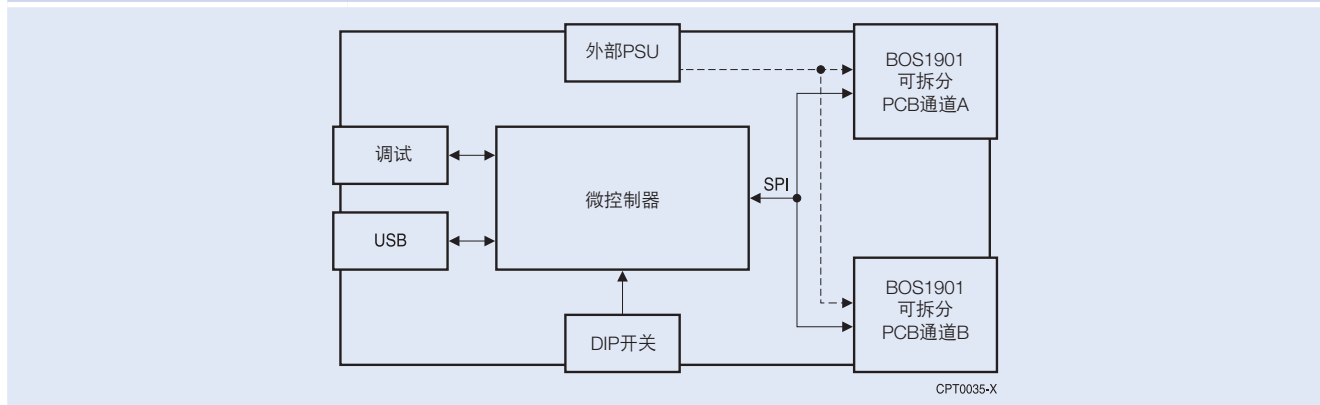 外部PSU
BOS1901
可拆分
PCB通道A
调试
微控制器
SPI
USB
BOS1901
可拆分
PCB通道B
DIP开关
CPT0035-X